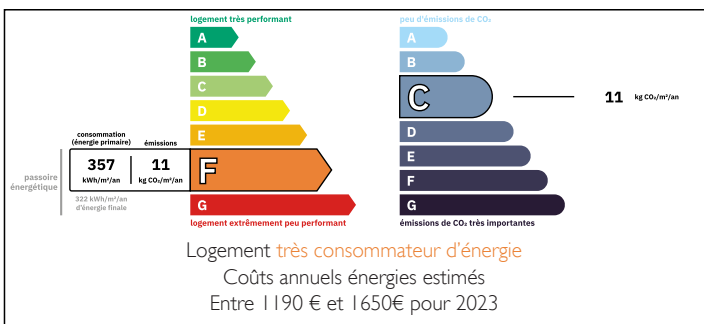 logement très performant
A
B
C
D
E
consommation
(énergie primaire)
émissions
passoire
énergétique
357
kWh/m²/an
11
kg CO₂/m²/an
F
322 kWh/m²/an
d'énergie finale
G
logement extrêmement peu performant
peu d'émissions de CO₂
A
B
C
11 kg CO₂/m²/an
D
E
F
G
émissions de CO₂ très importantes
Logement très consommateur d'énergie
Coûts annuels énergies estimés
Entre 1190 € et 1650€ pour 2023